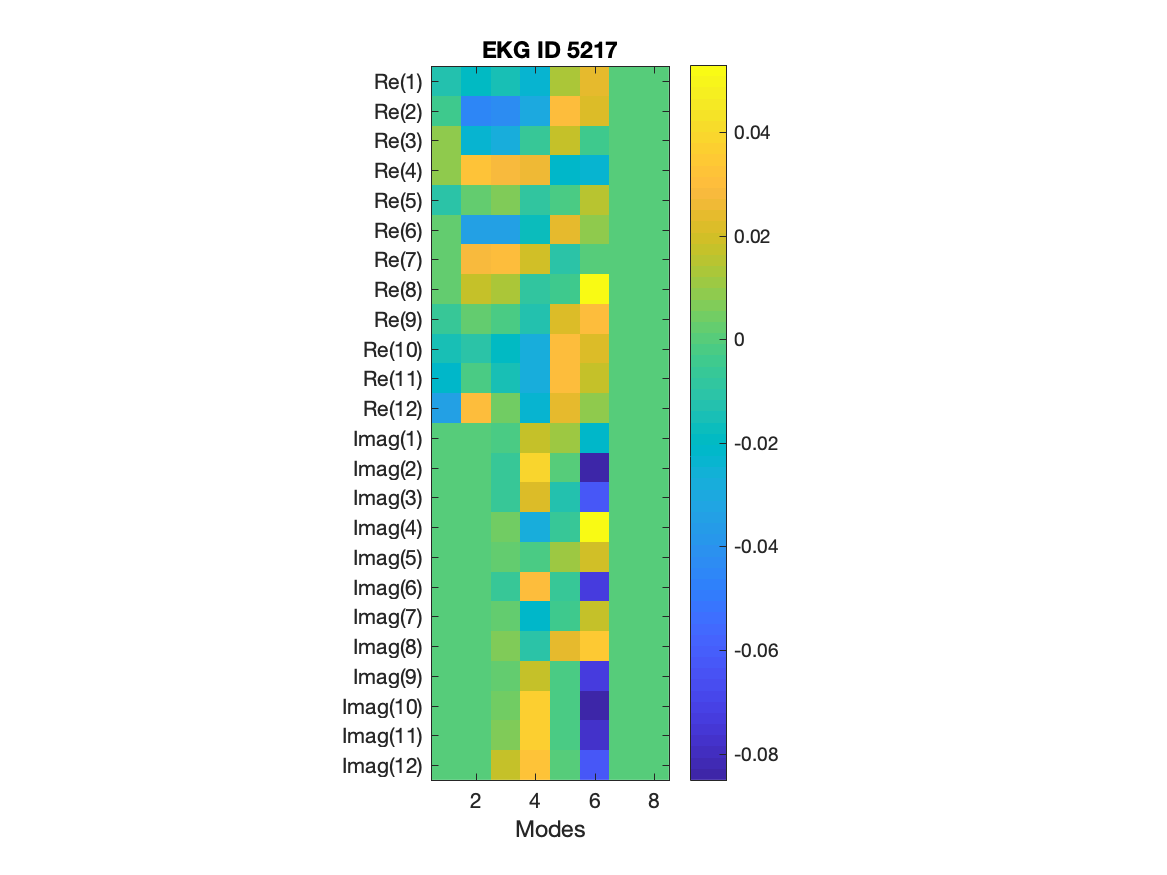 EKG ID 5217
Re(1)
Re(2)
Re(3)
Re(4)
Re(5)
Re(6)
Re(7)
Re(8)
Re(9)
Re(10)
Re(11)
Re(12)
Imag(1)
Imag(2)
Imag(3)
Imag(4)
Imag(5)
Imag(6)
Imag(7)
Imag(8)
Imag(9)
Imag(10)
Imag(11)
Imag(12)
2 4 6 8
Modes
0.04
0.02
0
-0.02
-0.04
-0.06
-0.08